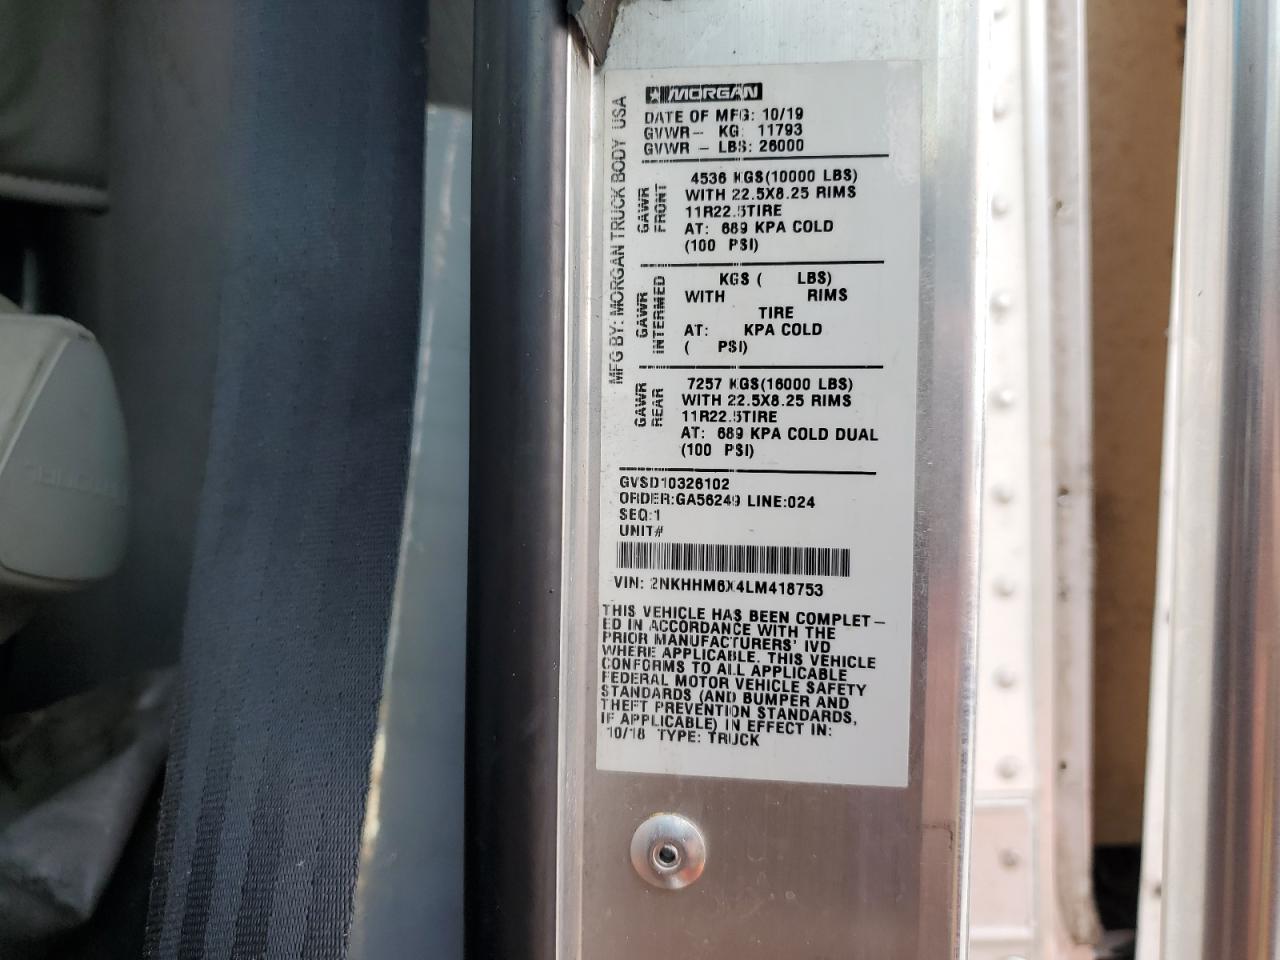 MORGAN
DATE OF MFG: 10/19
GVWR- KG: 11793
GVWR - LBS: 26000
MFG BY: MORGAN TRUCK BODY USA
GAWR FRONT
4536 KGS(10000 LBS)
WITH 22.5X8.25 RIMS
11R22.5TIRE
AT: 689 KPA COLD
(100 PSI)
GAWR INTERMED
KGS ( LBS)
WITH RIMS
TIRE
AT: KPA COLD
( PSI)
GAWR REAR
7257 KGS(16000 LBS)
WITH 22.5X8.25 RIMS
11R22.5TIRE
AT: 689 KPA COLD DUAL
(100 PSI)
GVSD10326102
ORDER:GA56249 LINE:024
SEQ:1
UNIT#
VIN: 2NKHHM6X4LM418753
THIS VEHICLE HAS BEEN COMPLET-
ED IN ACCORDANCE WITH THE
PRIOR MANUFACTURERS' IVD
WHERE APPLICABLE. THIS VEHICLE
CONFORMS TO ALL APPLICABLE
FEDERAL MOTOR VEHICLE SAFETY
STANDARDS (AND BUMPER AND
THEFT PREVENTION STANDARDS,
IF APPLICABLE) IN EFFECT IN:
10/18 TYPE: TRUCK